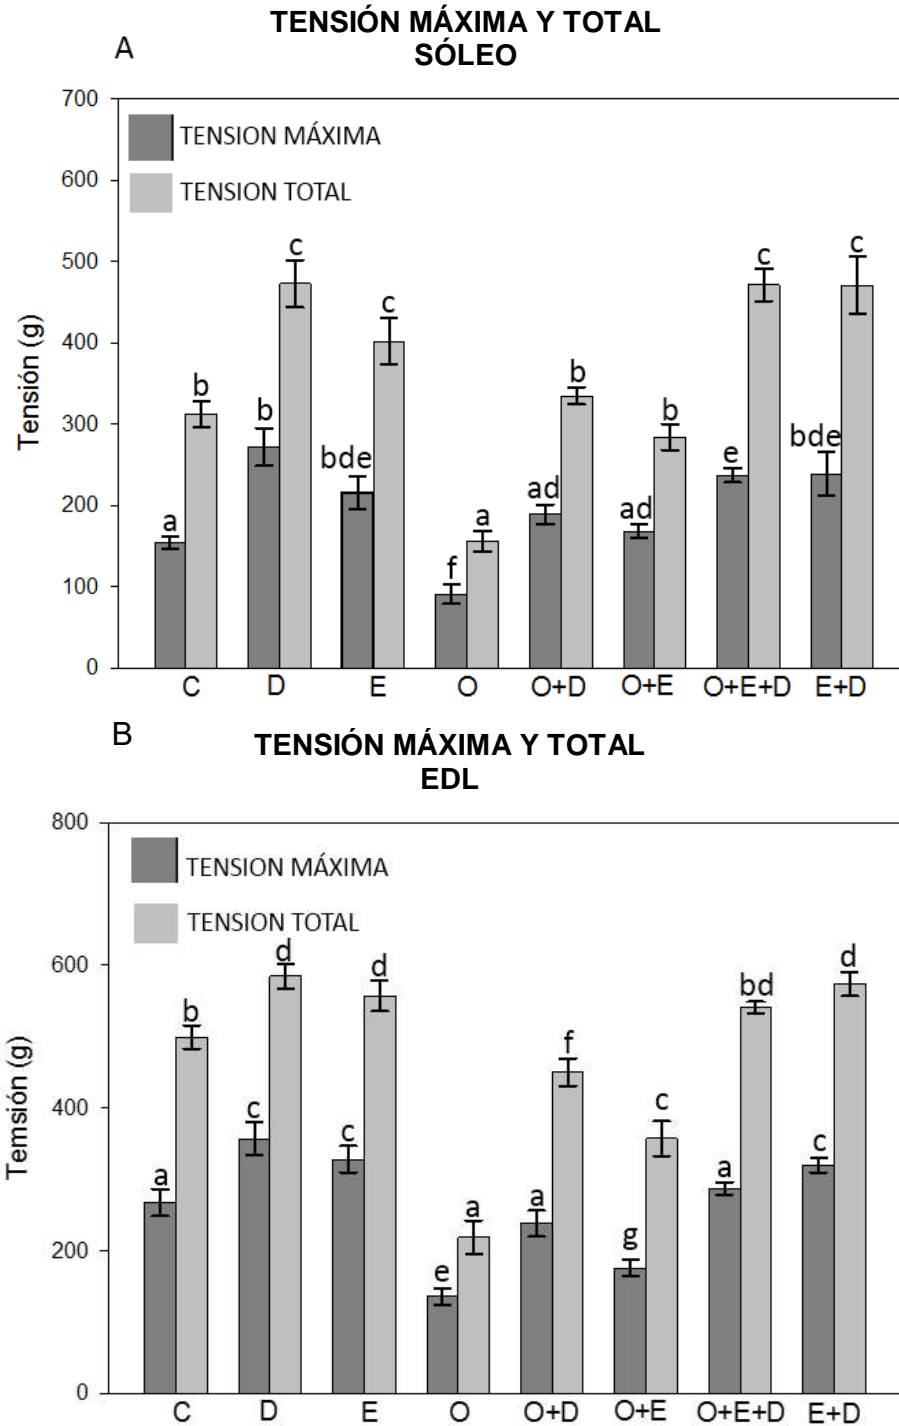 TENSIÓN MÁXIMA Y TOTAL
SÓLEO
A
700
TENSION MÁXIMA
600
TENSION TOTAL
500
400
300
200
100
0
Tensión (g)
a b b c bde c f a ad b ad b e c bde c
C D E O O+D O+E O+E+D E+D
B
TENSIÓN MÁXIMA Y TOTAL
EDL
800
TENSION MÁXIMA
TENSION TOTAL
600
400
200
0
Temsión (g)
a b c d c d e a a f g c a bd c d
C D E O O+D O+E O+E+D E+D